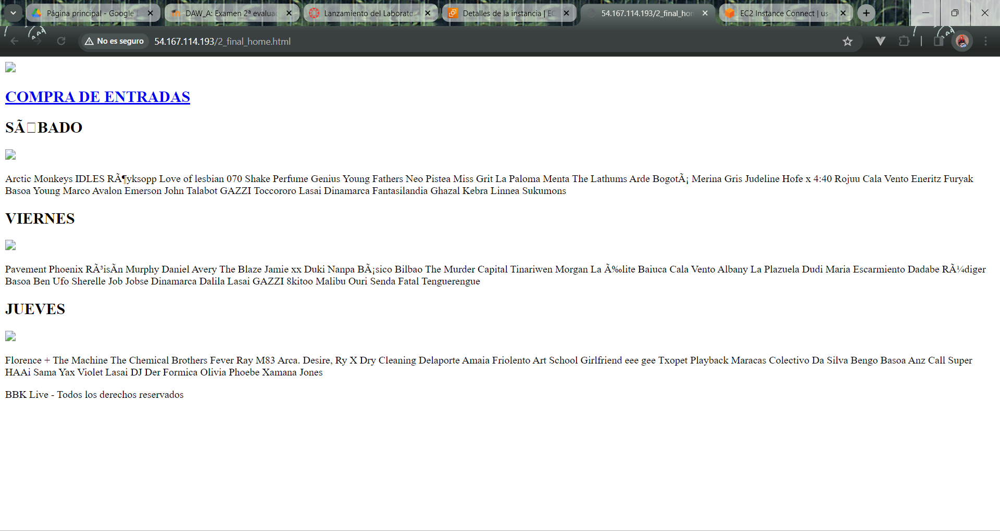 Página principal - Google
DAW_A: Examen 2ª evaluac
Lanzamiento del Laborator
Detalles de la instancia | EC
54.167.114.193/2_final_hom
EC2 Instance Connect | us-
No es seguro
54.167.114.193/2_final_home.html
COMPRA DE ENTRADAS
SÃ□BADO
Arctic Monkeys IDLES RÃ¶yksopp Love of lesbian 070 Shake Perfume Genius Young Fathers Neo Pistea Miss Grit La Paloma Menta The Lathums Arde BogotÃ¡ Merina Gris Judeline Hofe x 4:40 Rojuu Cala Vento Eneritz Furyak
Basoa Young Marco Avalon Emerson John Talabot GAZZI Toccororo Lasai Dinamarca Fantasilandia Ghazal Kebra Linnea Sukumons
VIERNES
Pavement Phoenix RÃ³isÃn Murphy Daniel Avery The Blaze Jamie xx Duki Nanpa BÃ¡sico Bilbao The Murder Capital Tinariwen Morgan La Ã‰lite Baiuca Cala Vento Albany La Plazuela Dudi Maria Escarmiento Dadabe RÃ¼diger
Basoa Ben Ufo Sherelle Job Jobse Dinamarca Dalila Lasai GAZZI 8kitoo Malibu Ouri Senda Fatal Tenguerengue
JUEVES
Florence + The Machine The Chemical Brothers Fever Ray M83 Arca. Desire, Ry X Dry Cleaning Delaporte Amaia Friolento Art School Girlfriend eee gee Txopet Playback Maracas Colectivo Da Silva Bengo Basoa Anz Call Super
HAAi Sama Yax Violet Lasai DJ Der Formica Olivia Phoebe Xamana Jones
BBK Live - Todos los derechos reservados